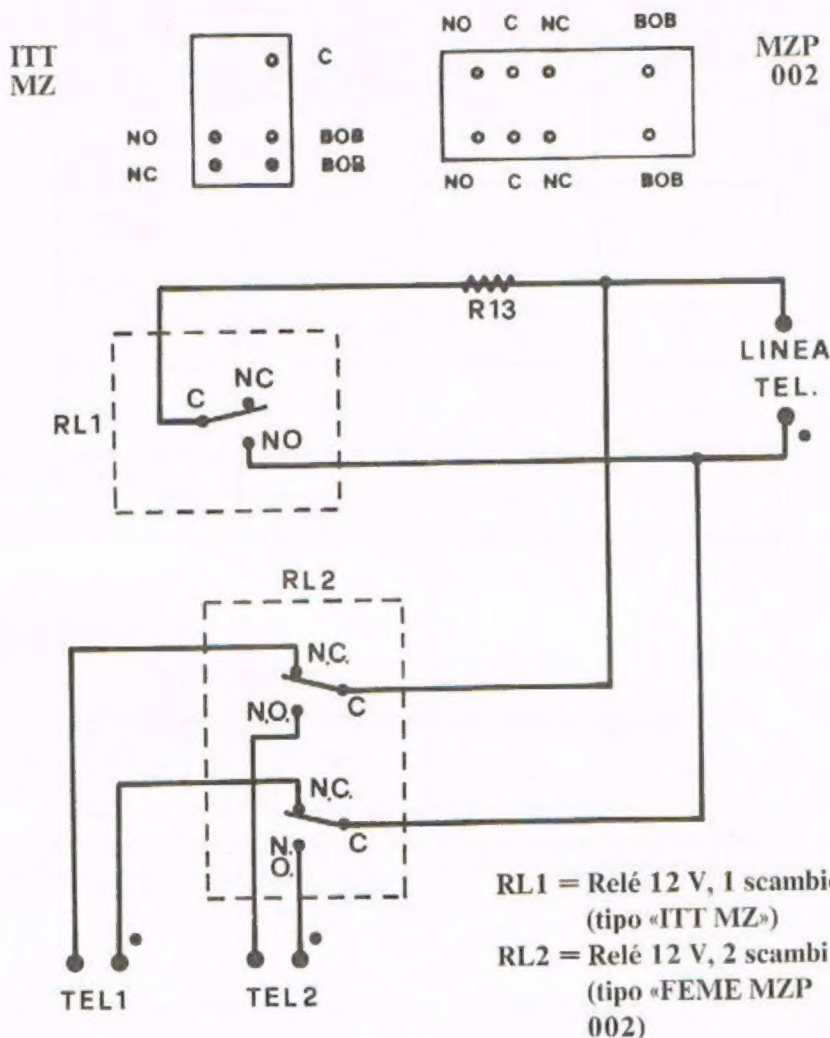 NO C NC BOB
ITT
MZ
C
MZP
002
NO BOB
NC BOB
NO C NC BOB
R13
LINEA
TEL.
NC
C
RL1
NO
RL2
N.C.
C
N.O.
N.C.
C
N.
O.
TEL1
TEL2
RL1 = Relé 12 V, 1 scambio
(tipo «ITT MZ»)
RL2 = Relé 12 V, 2 scambi
(tipo «FEME MZP
002)